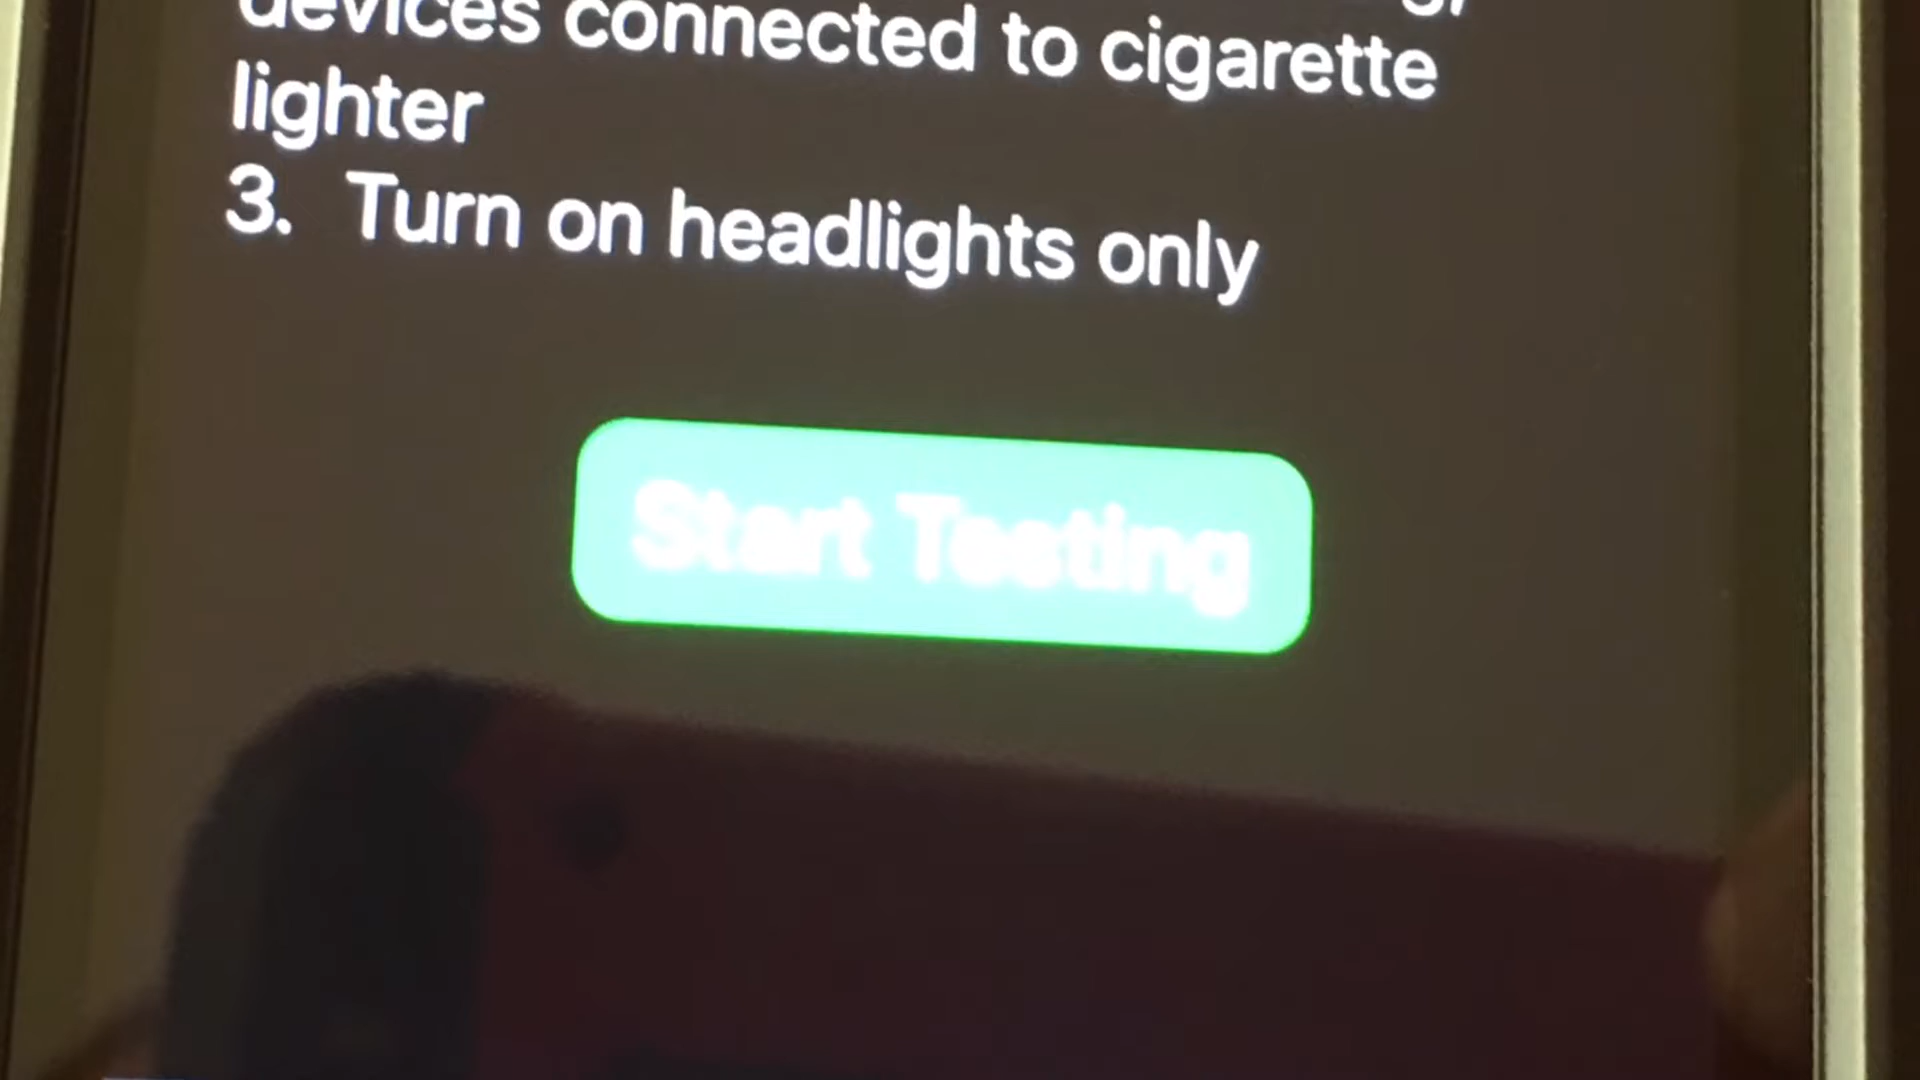 devices connected to cigarette
lighter
3. Turn on headlights only
Start Testing